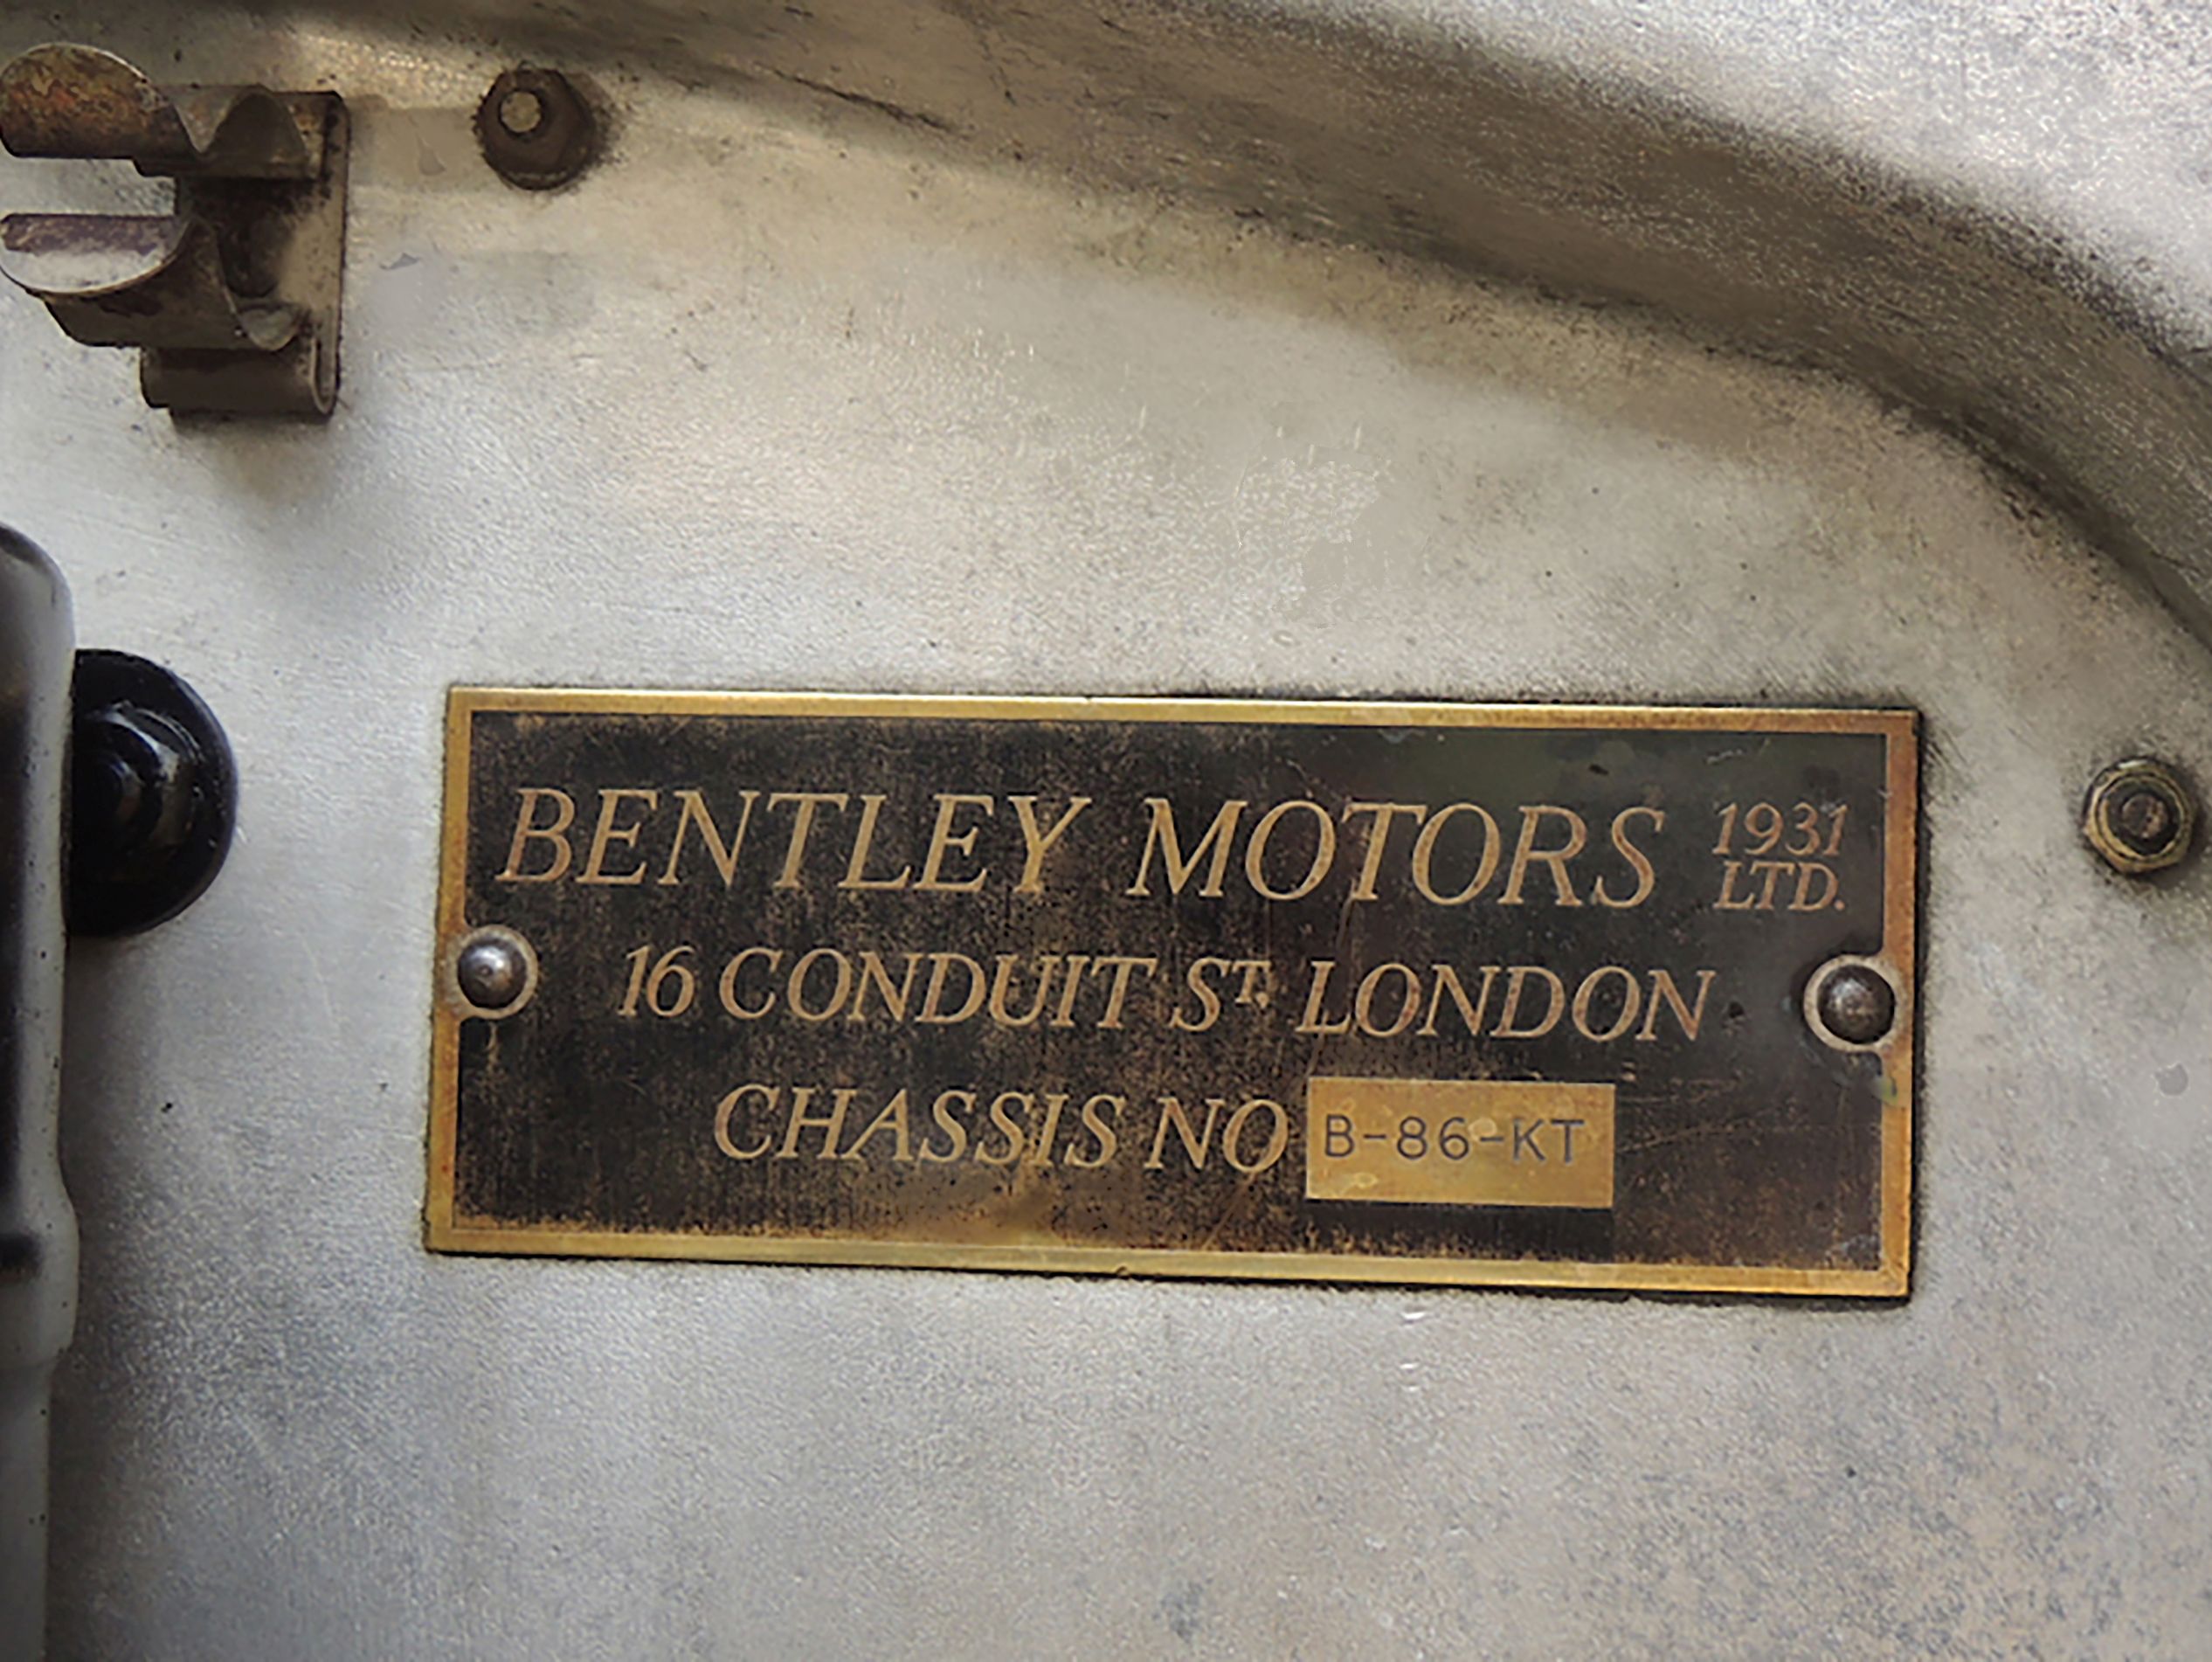 BENTLEY MOTORS 1931 LTD.
16 CONDUIT ST. LONDON
CHASSIS NO B-86-KT